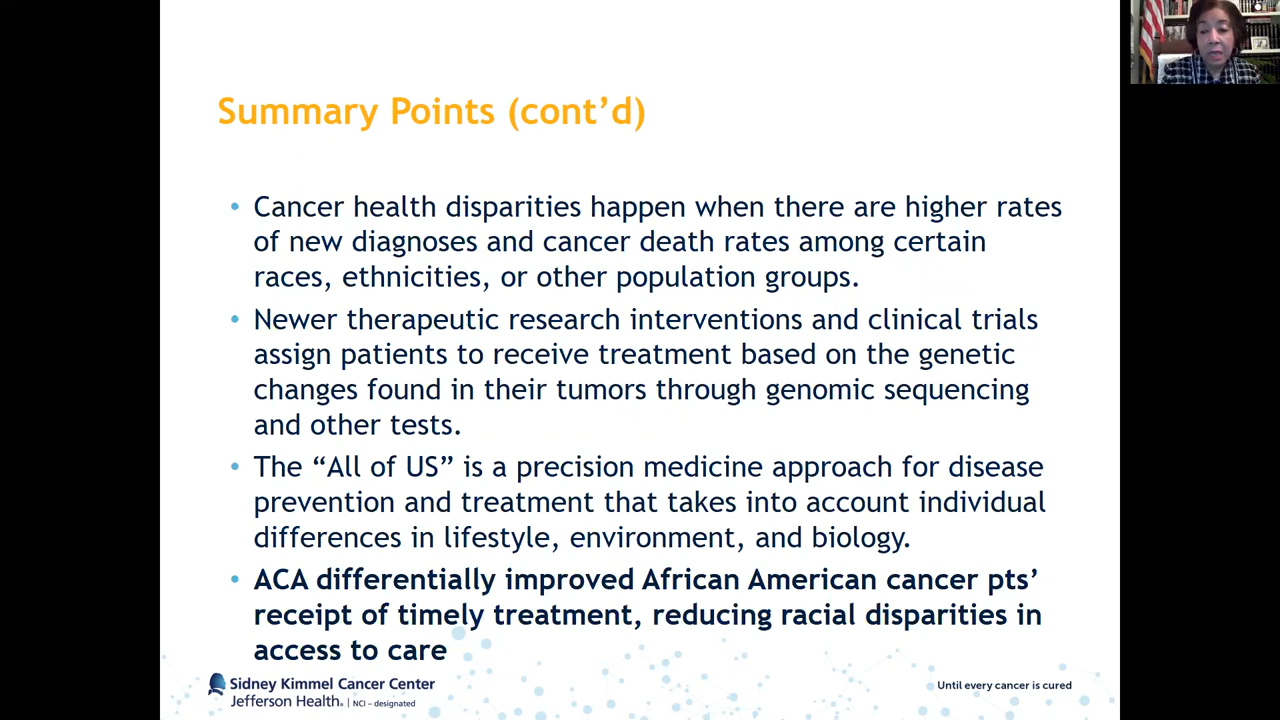 Summary Points (cont’d)
• Cancer health disparities happen when there are higher rates
of new diagnoses and cancer death rates among certain
races, ethnicities, or other population groups.
• Newer therapeutic research interventions and clinical trials
assign patients to receive treatment based on the genetic
changes found in their tumors through genomic sequencing
and other tests.
• The “All of US” is a precision medicine approach for disease
prevention and treatment that takes into account individual
differences in lifestyle, environment, and biology.
• ACA differentially improved African American cancer pts’
receipt of timely treatment, reducing racial disparities in
access to care
Sidney Kimmel Cancer Center
Jefferson Health. | NCI – designated
Until every cancer is cured